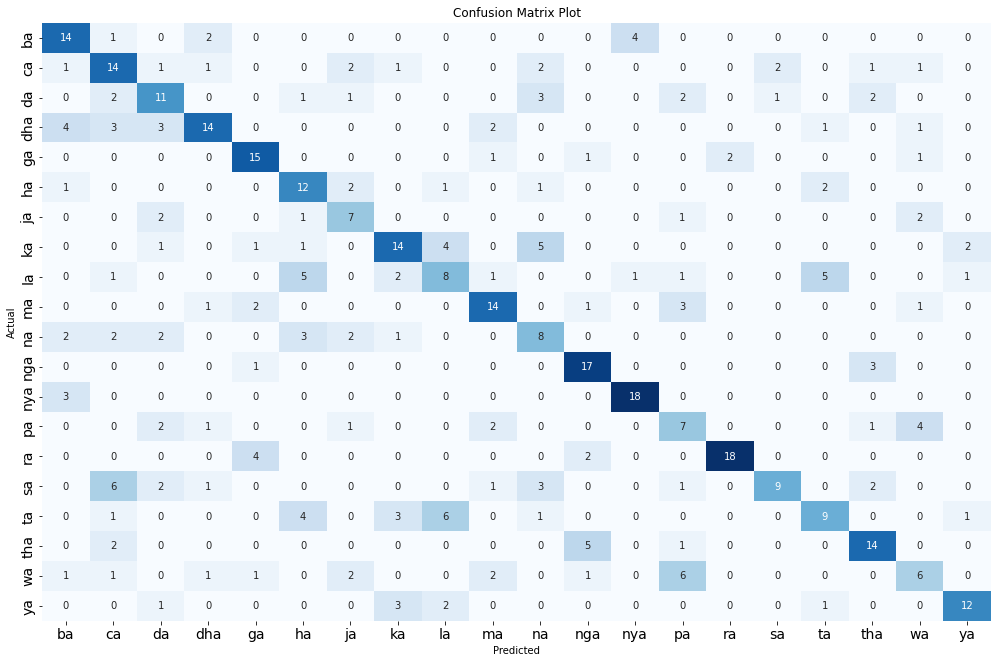 Confusion Matrix Plot
ba 14 1 0 2 0 0 0 0 0 0 0 0 4 0 0 0 0 0 0 0
ca 1 14 1 1 0 0 2 1 0 0 2 0 0 0 0 2 0 1 1 0
da 0 2 11 0 0 1 1 0 0 0 3 0 0 2 0 1 0 2 0 0
dha 4 3 3 14 0 0 0 0 0 2 0 0 0 0 0 0 1 0 1 0
ga 0 0 0 0 15 0 0 0 0 1 0 1 0 0 2 0 0 0 1 0
ha 1 0 0 0 0 12 2 0 1 0 1 0 0 0 0 0 2 0 0 0
ja 0 0 2 0 0 1 7 0 0 0 0 0 0 1 0 0 0 0 2 0
ka 0 0 1 0 1 1 0 14 4 0 5 0 0 0 0 0 0 0 0 2
la 0 1 0 0 0 5 0 2 8 1 0 0 1 1 0 0 5 0 0 1
ma 0 0 0 1 2 0 0 0 0 14 0 1 0 3 0 0 0 0 1 0
Actual
na 2 2 2 0 0 3 2 1 0 0 8 0 0 0 0 0 0 0 0 0
nga 0 0 0 0 1 0 0 0 0 0 0 17 0 0 0 0 0 3 0 0
nya 3 0 0 0 0 0 0 0 0 0 0 0 18 0 0 0 0 0 0 0
pa 0 0 2 1 0 0 1 0 0 2 0 0 0 7 0 0 0 1 4 0
ra 0 0 0 0 4 0 0 0 0 0 0 2 0 0 18 0 0 0 0 0
sa 0 6 2 1 0 0 0 0 0 1 3 0 0 1 0 9 0 2 0 0
ta 0 1 0 0 0 4 0 3 6 0 1 0 0 0 0 0 9 0 0 1
tha 0 2 0 0 0 0 0 0 0 0 0 5 0 1 0 0 0 14 0 0
wa 1 1 0 1 1 0 2 0 0 2 0 1 0 6 0 0 0 0 6 0
ya 0 0 1 0 0 0 0 3 2 0 0 0 0 0 0 0 1 0 0 12
ba ca da dha ga ha ja ka la ma na nga nya pa ra sa ta tha wa ya
Predicted